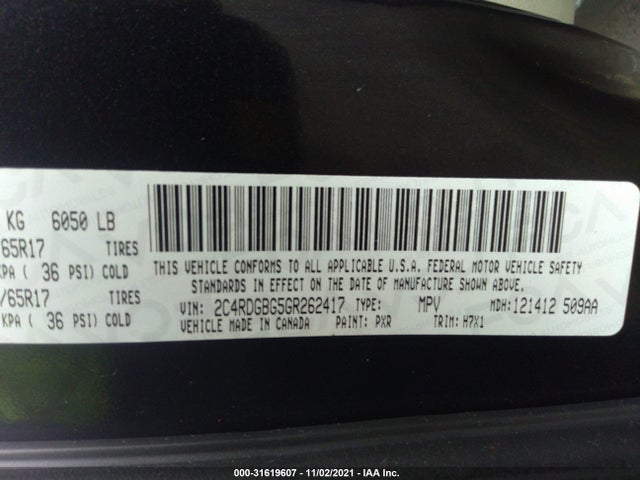 KG 6050 LB
65R17 TIRES
KPA ( 36 PSI) COLD
/65R17 TIRES
KPA ( 36 PSI) COLD
THIS VEHICLE CONFORMS TO ALL APPLICABLE U.S.A. FEDERAL MOTOR VEHICLE SAFETY
STANDARDS IN EFFECT ON THE DATE OF MANUFACTURE SHOWN ABOVE.
VIN: 2C4RDGBG5GR262417 TYPE: MPV MDH: 121412 509AA
VEHICLE MADE IN CANADA PAINT: PXR TRIM: H7X1
000-31619607 - 11/02/2021 - IAA Inc.